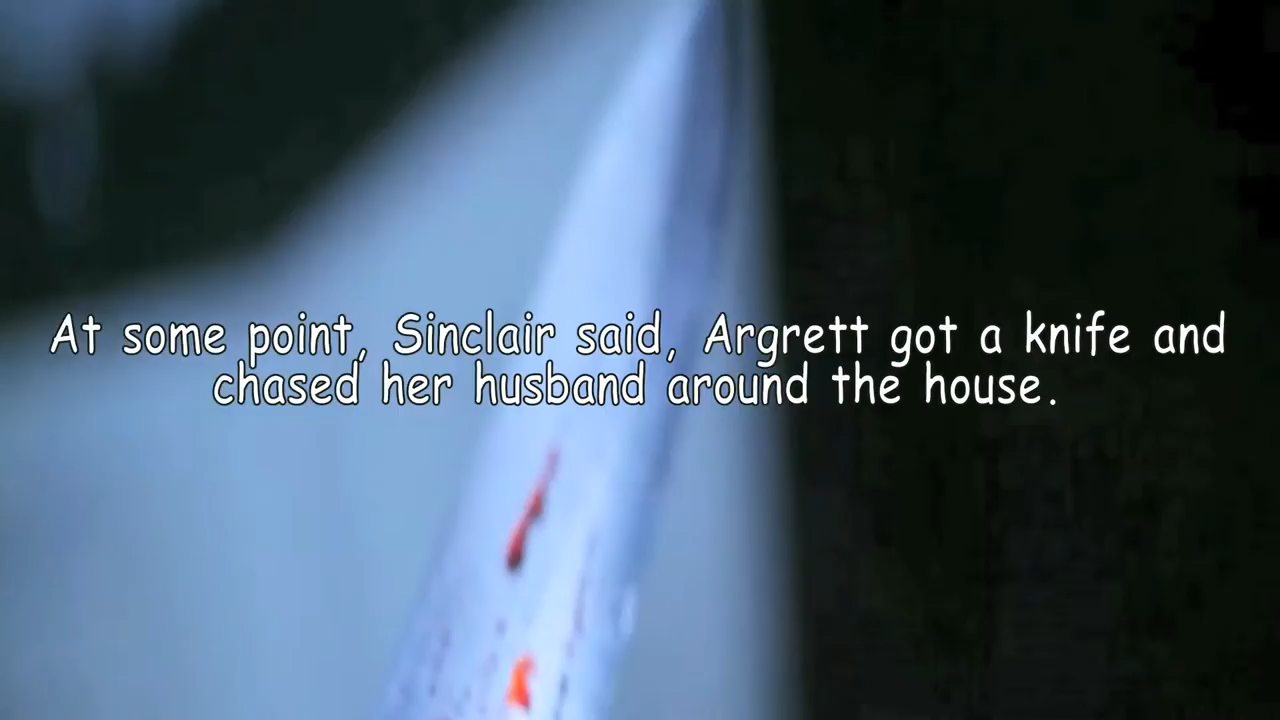 At some point, Sinclair said, Argrett got a knife and
chased her husband around the house.